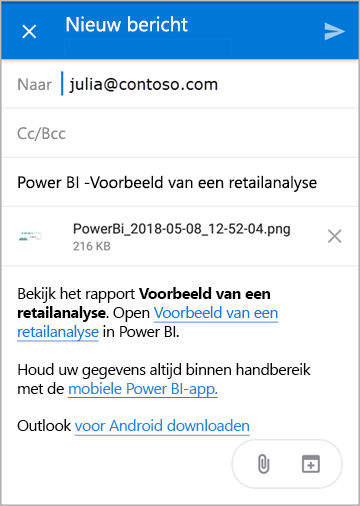 Nieuw bericht
Naar julia@contoso.com
Cc/Bcc
Power BI -Voorbeeld van een retailanalyse
PowerBi_2018-05-08_12-52-04.png
216 KB
Bekijk het rapport Voorbeeld van een
retailanalyse. Open Voorbeeld van een
retailanalyse in Power BI.
Houd uw gegevens altijd binnen handbereik
met de mobiele Power BI-app.
Outlook voor Android downloaden